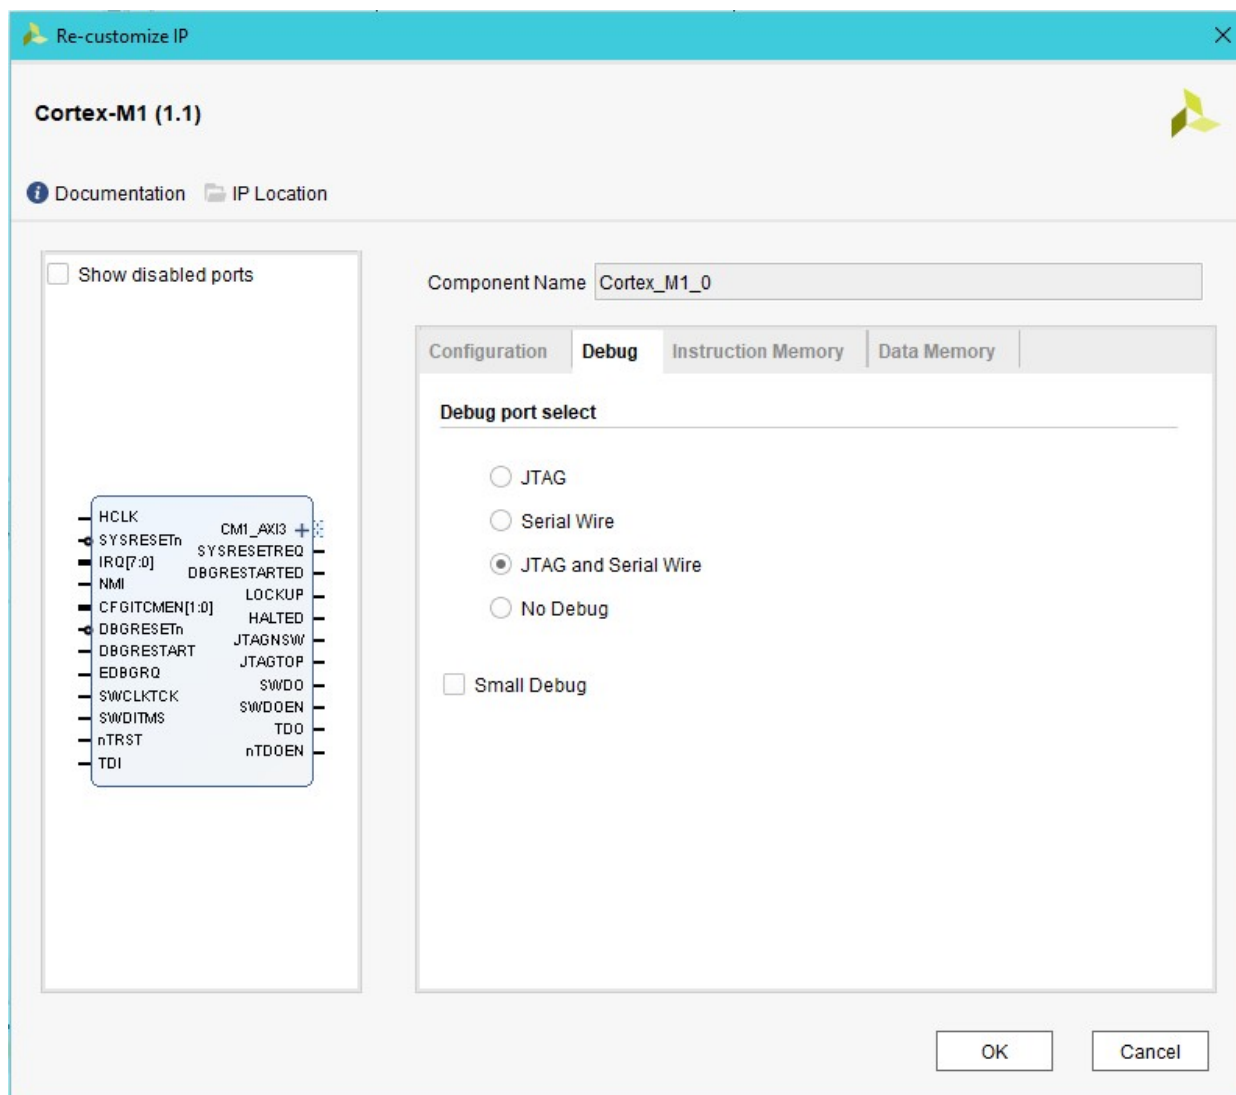 Re-customize IP
Cortex-M1 (1.1)
Documentation IP Location
Show disabled ports
HCLK
SYSRESETn
IRQ[7:0]
NMI
CFGITCMEN[1:0]
DBGRESETn
DBGRESTART
EDBGRQ
SWCLKTCK
SWDITMS
nTRST
TDI
CM1_AXI3
SYSRESETREQ
DBGRESTARTED
LOCKUP
HALTED
JTAGNSW
JTAGTOP
SWDO
SWDOEN
TDO
nTDOEN
Component Name Cortex_M1_0
Configuration Debug Instruction Memory Data Memory
Debug port select
JTAG
Serial Wire
JTAG and Serial Wire
No Debug
Small Debug
OK Cancel